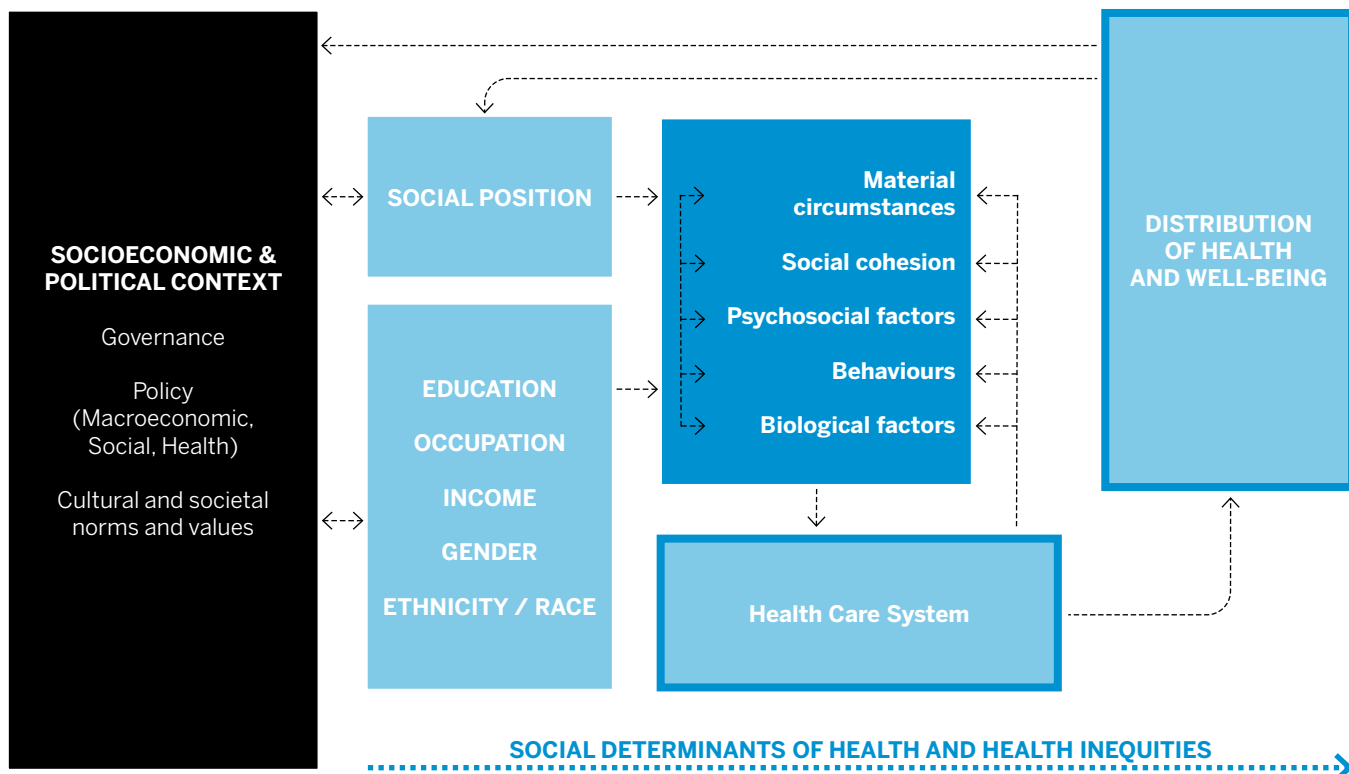 SOCIOECONOMIC &
POLITICAL CONTEXT
Governance
Policy
(Macroeconomic,
Social, Health)
Cultural and societal
norms and values
SOCIAL POSITION
EDUCATION
OCCUPATION
INCOME
GENDER
ETHNICITY / RACE
Material
circumstances
Social cohesion
Psychosocial factors
Behaviours
Biological factors
Health Care System
DISTRIBUTION
OF HEALTH
AND WELL-BEING
SOCIAL DETERMINANTS OF HEALTH AND HEALTH INEQUITIES